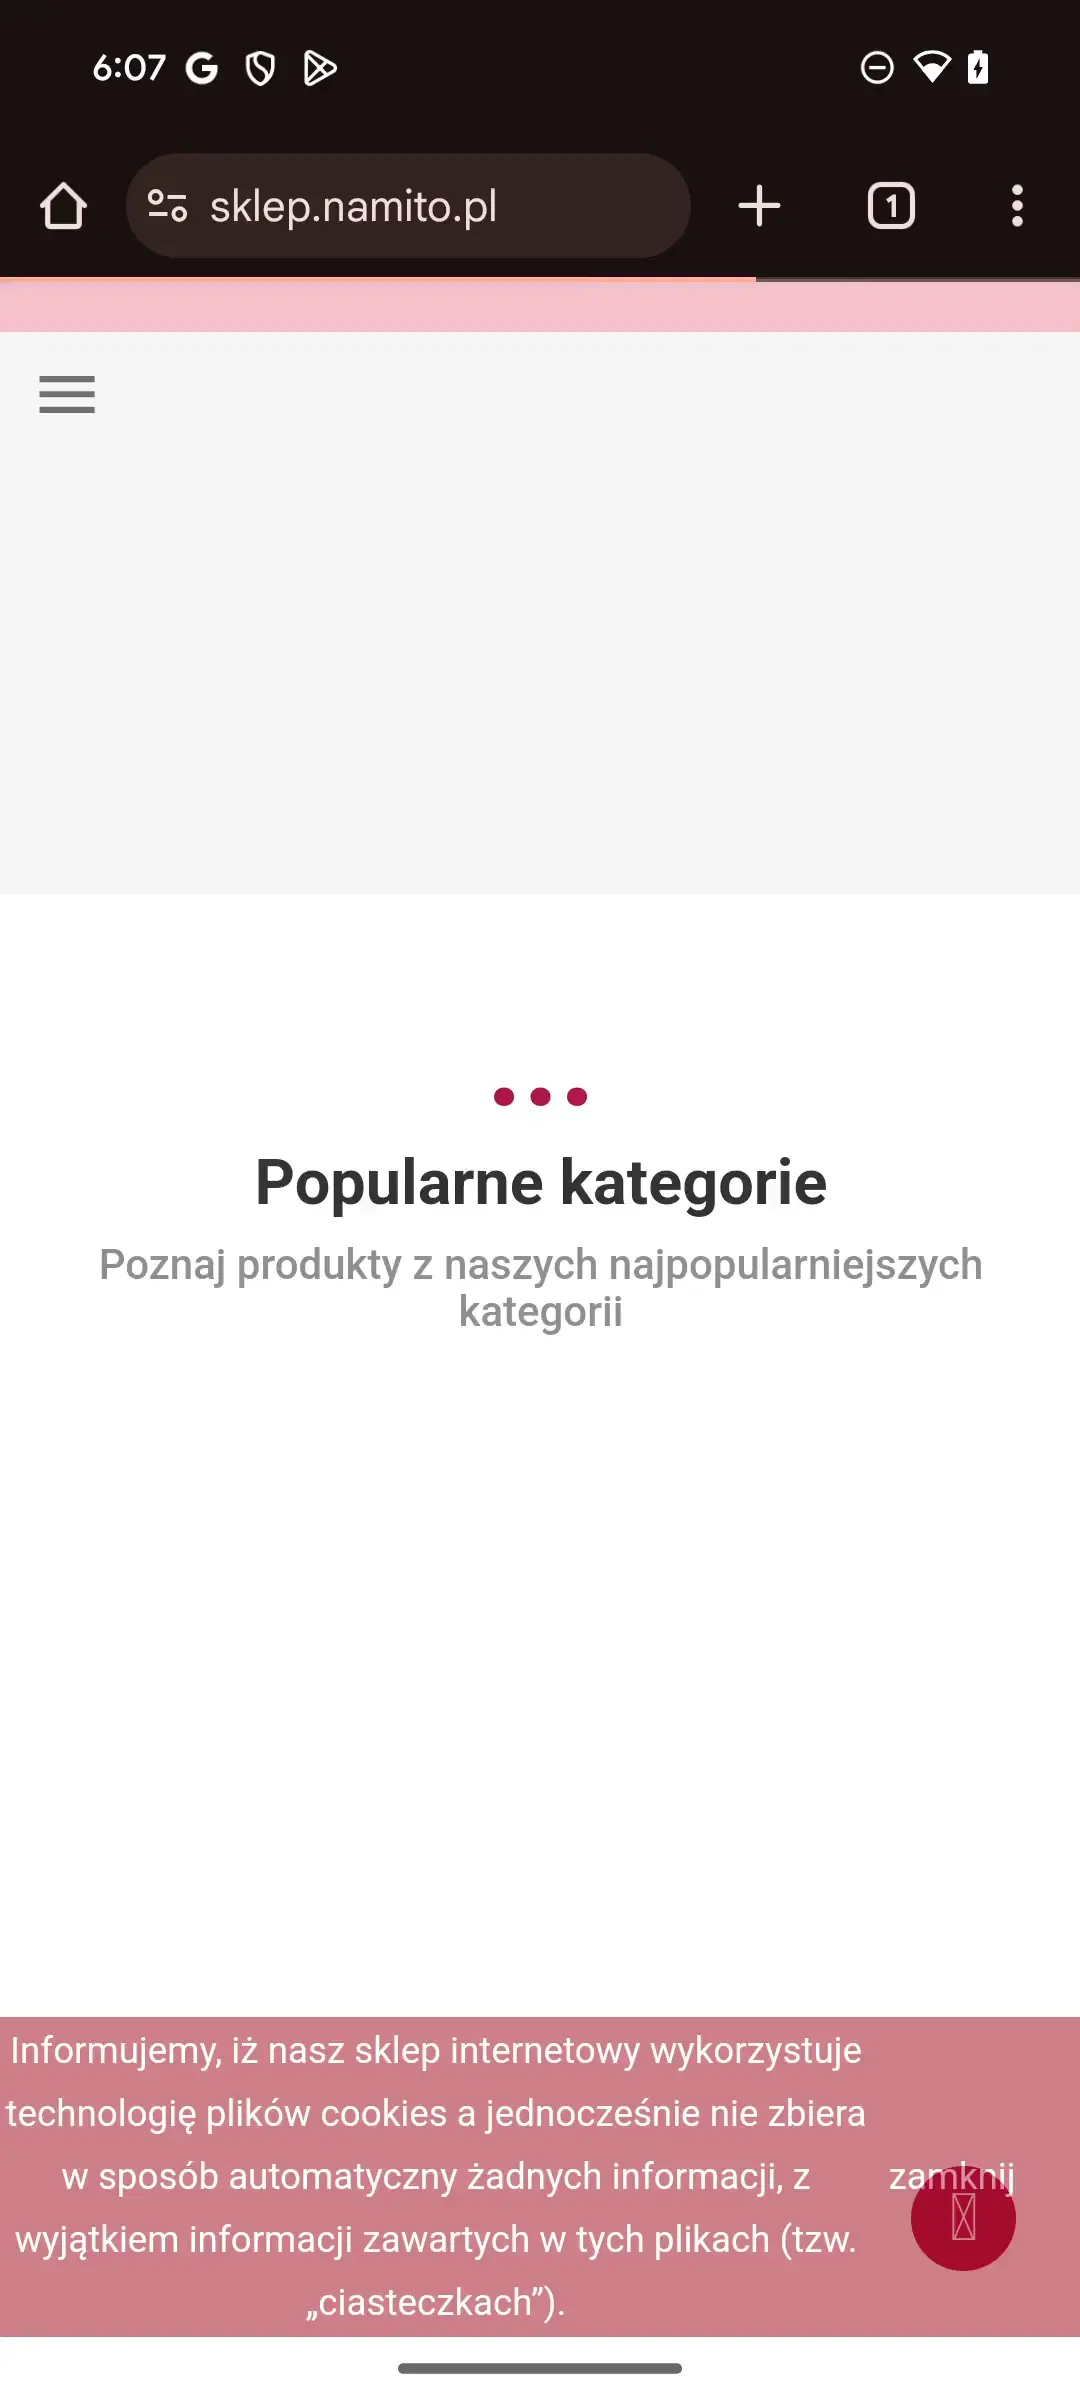 6:07
sklep.namito.pl
1
Popularne kategorie
Poznaj produkty z naszych najpopularniejszych
kategorii
Informujemy, iż nasz sklep internetowy wykorzystuje
technologię plików cookies a jednocześnie nie zbiera
w sposób automatyczny żadnych informacji, z
wyjątkiem informacji zawartych w tych plikach (tzw.
„ciasteczkach”).
zamknij